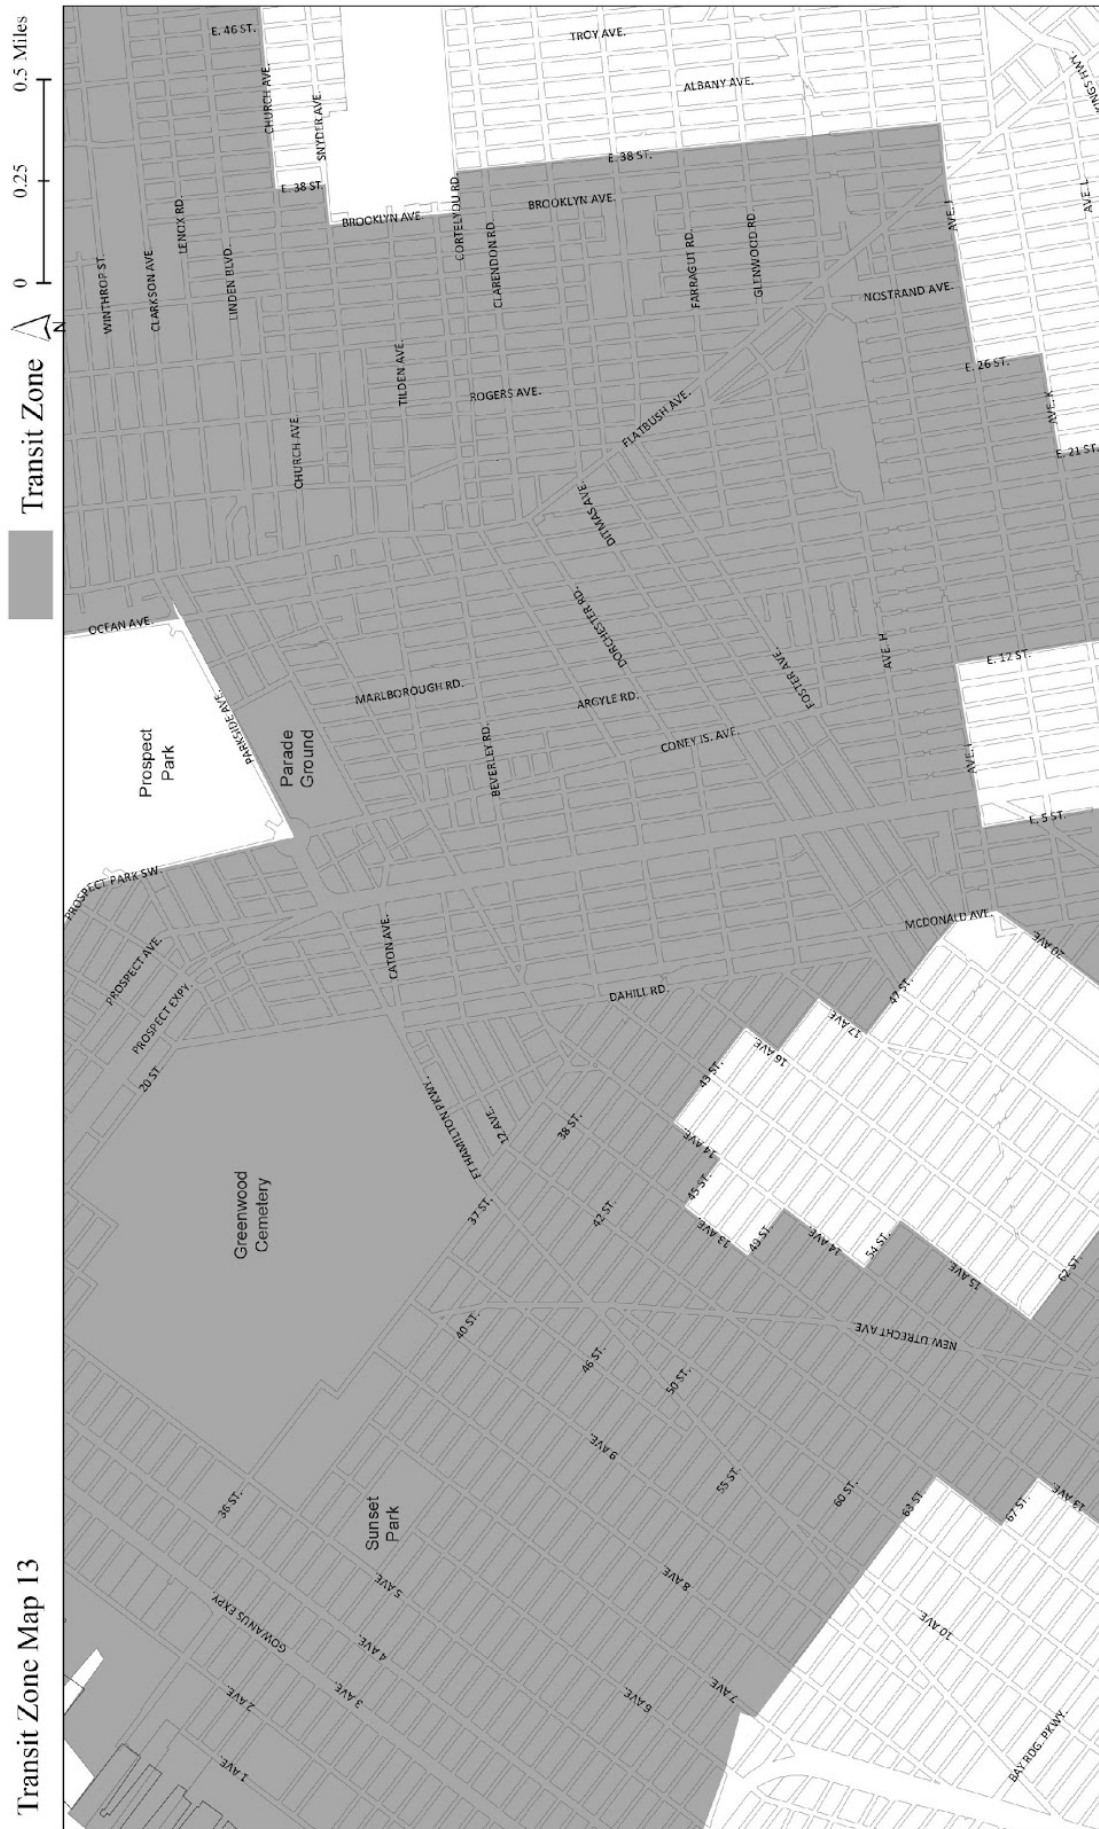 Transit Zone Map 13
Transit Zone
N
0
0.25
0.5 Miles
E. 46 ST.
TROY AVE.
CHURCH AVE.
ALBANY AVE.
KINGS HWY.
SNYDER AVE.
E. 38 ST.
E. 38 ST.
LENOX RD.
BROOKLYN AVE.
CORTELYOU RD.
BROOKLYN AVE.
AVE. J
AVE. L
WINTHROP ST.
CLARKSON AVE
LINDEN BLVD.
CLARENDON RD.
FARRAGUT RD.
GLENWOOD RD
NOSTRAND AVE.
TILDEN AVE.
ROGERS AVE.
E. 26 ST.
FLATBUSH AVE.
AVE. K
CHURCH AVE.
E. 21 ST.
DITMAS AVE.
OCEAN AVE.
DORCHESTER RD.
AVE. H
E. 12 ST.
MARLBOROUGH RD.
ARGYLE RD.
FOSTER AVE.
PARKSIDE AVE.
Prospect
Park
Parade
Ground
BEVERLEY RD.
CONEY IS. AVE.
AVE. I
E. 5 ST.
PROSPECT PARK SW.
PROSPECT AVE.
CATON AVE.
MCDONALD AVE.
20 AVE
PROSPECT EXPY.
DAHILL RD.
47 ST.
17 AVE.
20 ST.
16 AVE.
43 ST.
FT HAMILTON PKWY.
12 AVE.
38 ST.
14 AVE
Greenwood
Cemetery
37 ST.
42 ST.
45 ST.
13 AVE
49 ST.
14 AVE
54 ST.
15 AVE
62 ST.
40 ST.
NEW UTRECHT AVE
46 ST.
50 ST.
9 AVE.
55 ST.
60 ST.
63 ST.
67 ST.
13 AVE.
36 ST.
Sunset
Park
5 AVE.
8 AVE.
GOWANUS EXPY.
4 AVE.
10 AVE.
2 AVE.
3 AVE.
6 AVE.
7 AVE.
1 AVE.
BAY RDG. PKWY.